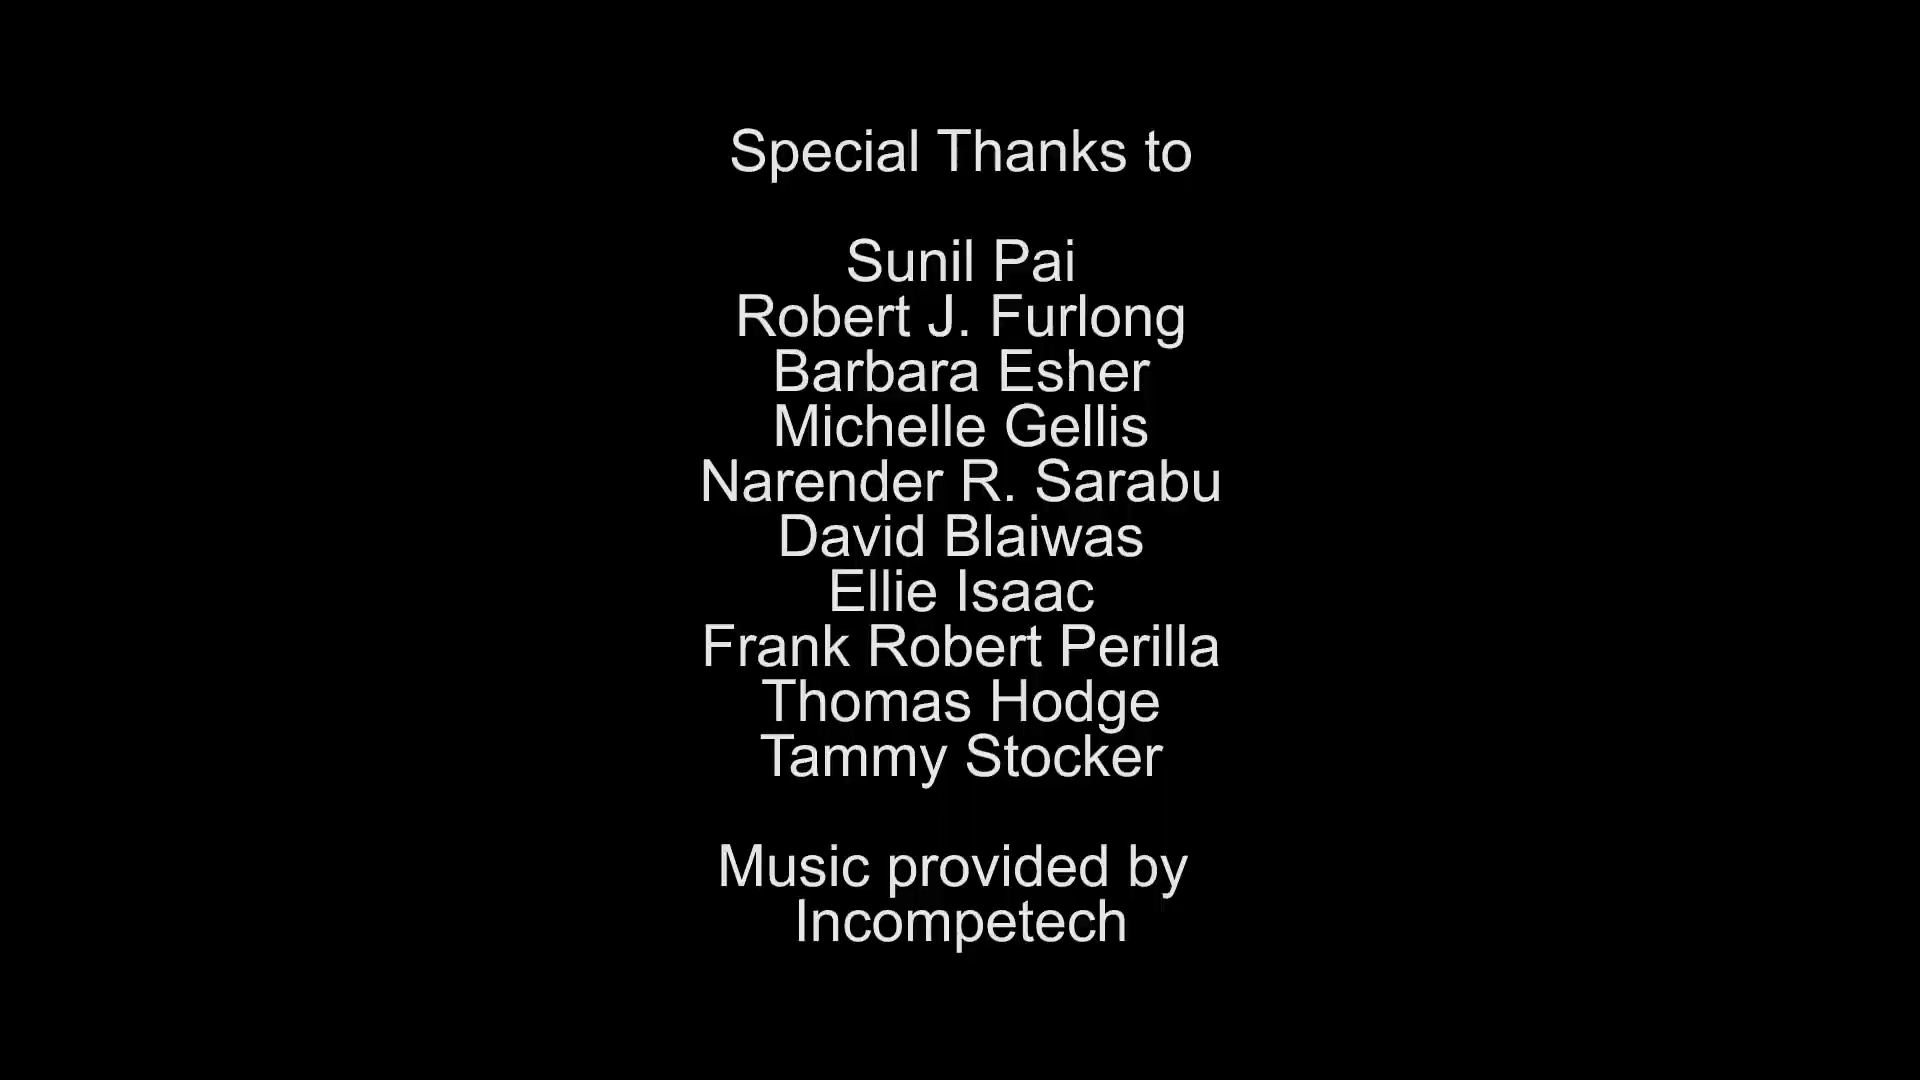 Special Thanks to
Sunil Pai
Robert J. Furlong
Barbara Esher
Michelle Gellis
Narender R. Sarabu
David Blaiwas
Ellie Isaac
Frank Robert Perilla
Thomas Hodge
Tammy Stocker
Music provided by
Incompetech